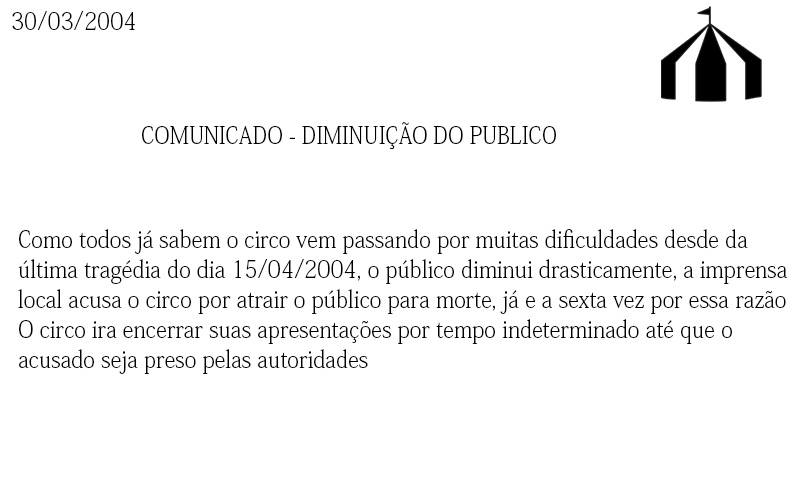 30/03/2004
COMUNICADO - DIMINUIÇÃO DO PUBLICO
Como todos já sabem o circo vem passando por muitas dificuldades desde da
última tragédia do dia 15/04/2004, o público diminui drasticamente, a imprensa
local acusa o circo por atrair o público para morte, já e a sexta vez por essa razão
O circo ira encerrar suas apresentações por tempo indeterminado até que o
acusado seja preso pelas autoridades